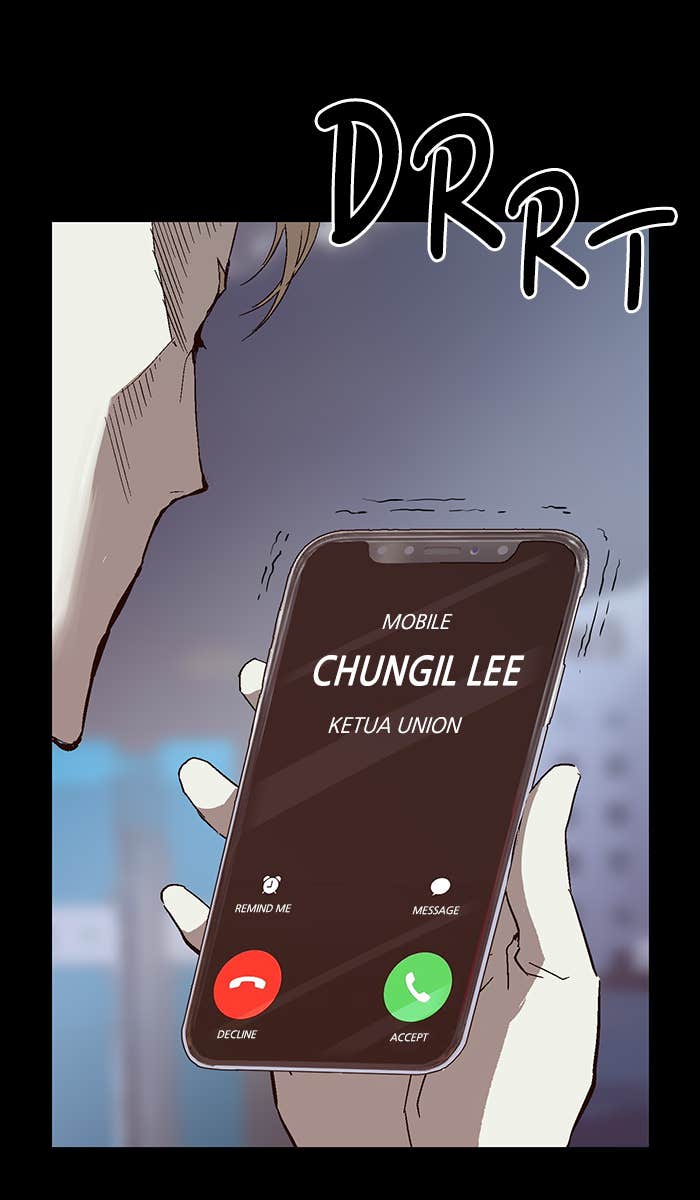 DRRT
MOBILE
CHUNGIL LEE
KETUA UNION
REMIND ME
MESSAGE
DECLINE
ACCEPT